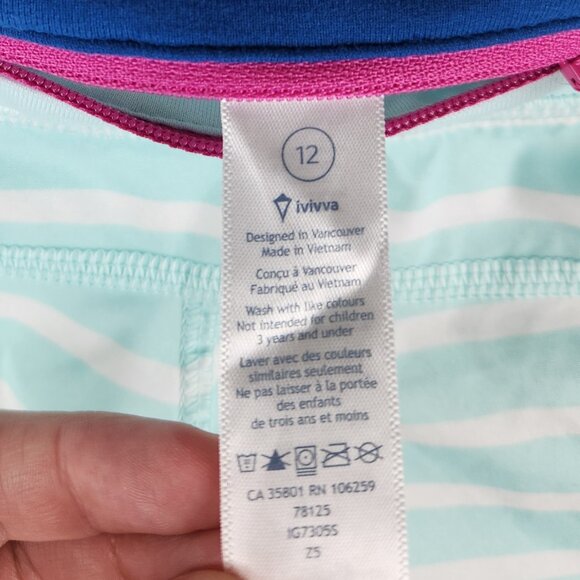 12
ivivva
Designed in Vancouver
Made in Vietnam
Conçu à Vancouver
Fabriqué au Vietnam
Wash with like colours
Not intended for children
3 years and under
Laver avec des couleurs
similaires seulement
Ne pas laisser à la portée
des enfants
de trois ans et moins
CA 35801 RN 106259
78125
IG7305S
Z5